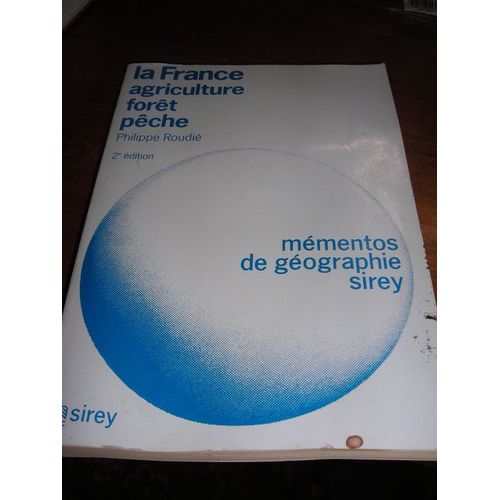 la France
agriculture
forêt
pêche
Philippe Roudié
2e édition
mémentos
de géographie
sirey
sirey